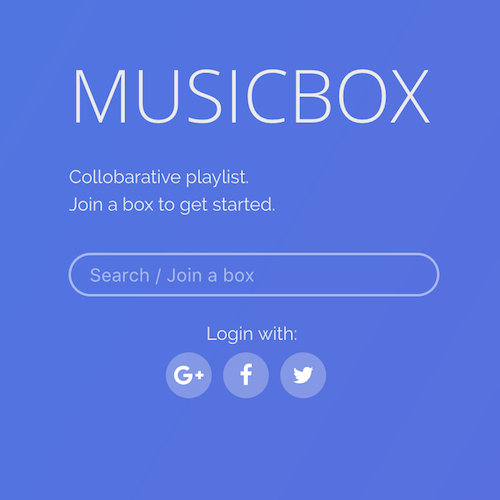 MUSICBOX
Collobarative playlist.
Join a box to get started.
Search / Join a box
Login with:
G+ f